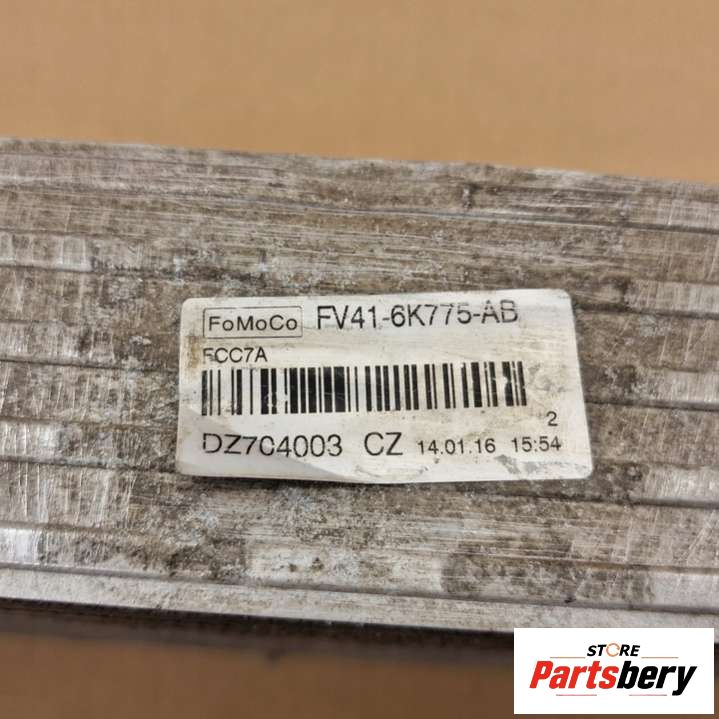 FoMoCo FV41-6K775-AB
FCC7A
2
DZ7C4003 CZ 14.01.16 15:54
STORE
Partsbery